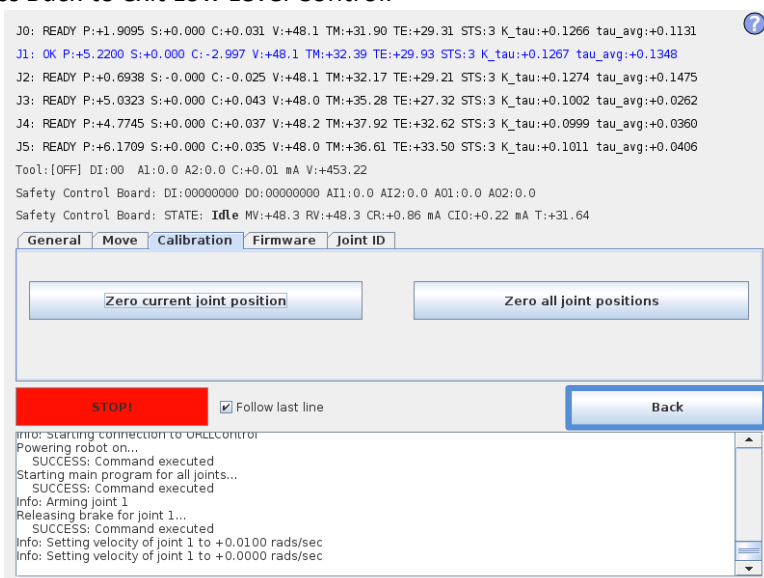 Back to exit Low Level Control.
J0: READY P:+1.9095 S:+0.000 C:+0.031 V:+48.1 TM:+31.90 TE:+29.31 STS:3 K_tau:+0.1266 tau_avg:+0.1131
?
J1: OK P:+5.2200 S:+0.000 C:-2.997 V:+48.1 TM:+32.39 TE:+29.93 STS:3 K_tau:+0.1267 tau_avg:+0.1348
J2: READY P:+0.6938 S:-0.000 C:-0.025 V:+48.1 TM:+32.17 TE:+29.21 STS:3 K_tau:+0.1274 tau_avg:+0.1475
J3: READY P:+5.0323 S:+0.000 C:+0.043 V:+48.0 TM:+35.28 TE:+27.32 STS:3 K_tau:+0.1002 tau_avg:+0.0262
J4: READY P:+4.7745 S:+0.000 C:+0.037 V:+48.2 TM:+37.92 TE:+32.62 STS:3 K_tau:+0.0999 tau_avg:+0.0360
J5: READY P:+6.1709 S:+0.000 C:+0.035 V:+48.0 TM:+36.61 TE:+33.50 STS:3 K_tau:+0.1011 tau_avg:+0.0406
Tool:[OFF] DI:00 A1:0.0 A2:0.0 C:+0.01 mA V:+453.22
Safety Control Board: DI:00000000 DO:00000000 AI1:0.0 AI2:0.0 AO1:0.0 AO2:0.0
Safety Control Board: STATE: Idle MV:+48.3 RV:+48.3 CR:+0.86 mA CIO:+0.22 mA T:+31.64
General Move Calibration Firmware Joint ID
Zero current joint position Zero all joint positions
STOP! Follow last line Back
Info: Starting connection to URLLControl
Powering robot on...
SUCCESS: Command executed
Starting main program for all joints...
SUCCESS: Command executed
Info: Arming joint 1
Releasing brake for joint 1...
SUCCESS: Command executed
Info: Setting velocity of joint 1 to +0.0100 rads/sec
Info: Setting velocity of joint 1 to +0.0000 rads/sec